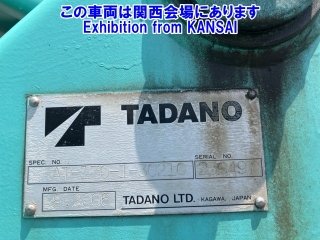 この車両は関西会場にあります
Exhibition from KANSAI
TADANO
SPEC. NO.
SERIAL NO.
MFG. DATE
TADANO LTD. KAGAWA, JAPAN